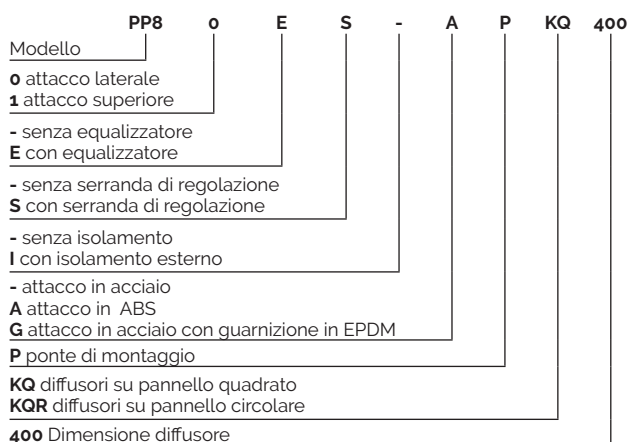 PP8 0 E S - A P KQ 400
Modello
0 attacco laterale
1 attacco superiore
- senza equalizzatore
E con equalizzatore
- senza serranda di regolazione
S con serranda di regolazione
- senza isolamento
I con isolamento esterno
- attacco in acciaio
A attacco in ABS
G attacco in acciaio con guarnizione in EPDM
P ponte di montaggio
KQ diffusori su pannello quadrato
KQR diffusori su pannello circolare
400 Dimensione diffusore